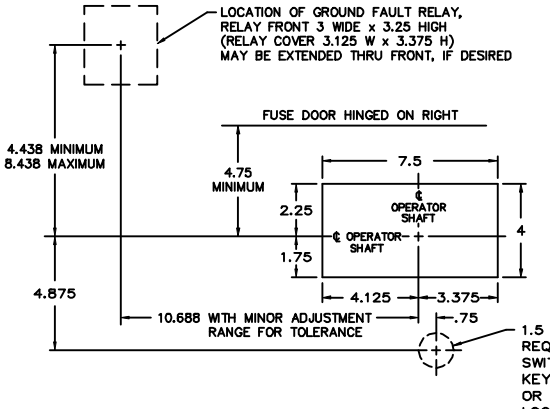 LOCATION OF GROUND FAULT RELAY,
RELAY FRONT 3 WIDE x 3.25 HIGH
(RELAY COVER 3.125 W x 3.375 H)
MAY BE EXTENDED THRU FRONT, IF DESIRED
FUSE DOOR HINGED ON RIGHT
4.438 MINIMUM
8.438 MAXIMUM
4.75
MINIMUM
7.5
2.25
℄
OPERATOR
SHAFT
℄ OPERATOR
SHAFT
4
1.75
4.875
4.125
3.375
10.688 WITH MINOR ADJUSTMENT
RANGE FOR TOLERANCE
.75
1.5
REQ
SWIT
KEY
OR